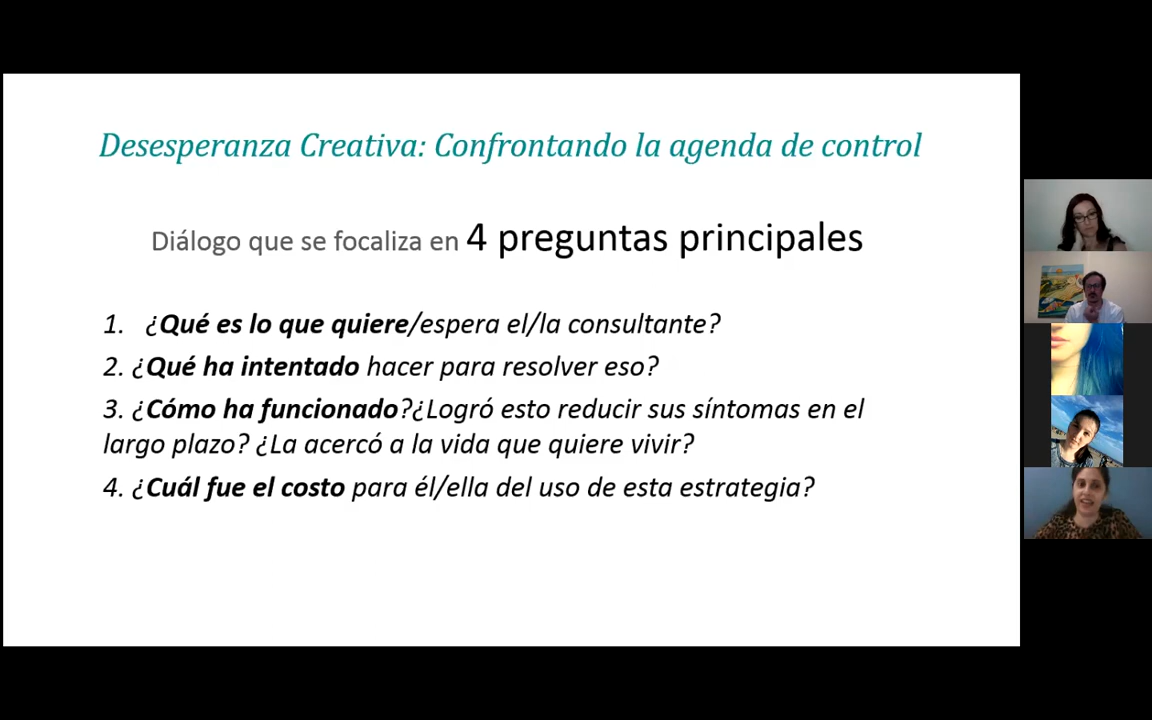 Desesperanza Creativa: Confrontando la agenda de control
Diálogo que se focaliza en 4 preguntas principales
1. ¿Qué es lo que quiere/espera el/la consultante?
2. ¿Qué ha intentado hacer para resolver eso?
3. ¿Cómo ha funcionado?¿Logró esto reducir sus síntomas en el
largo plazo? ¿La acercó a la vida que quiere vivir?
4. ¿Cuál fue el costo para él/ella del uso de esta estrategia?